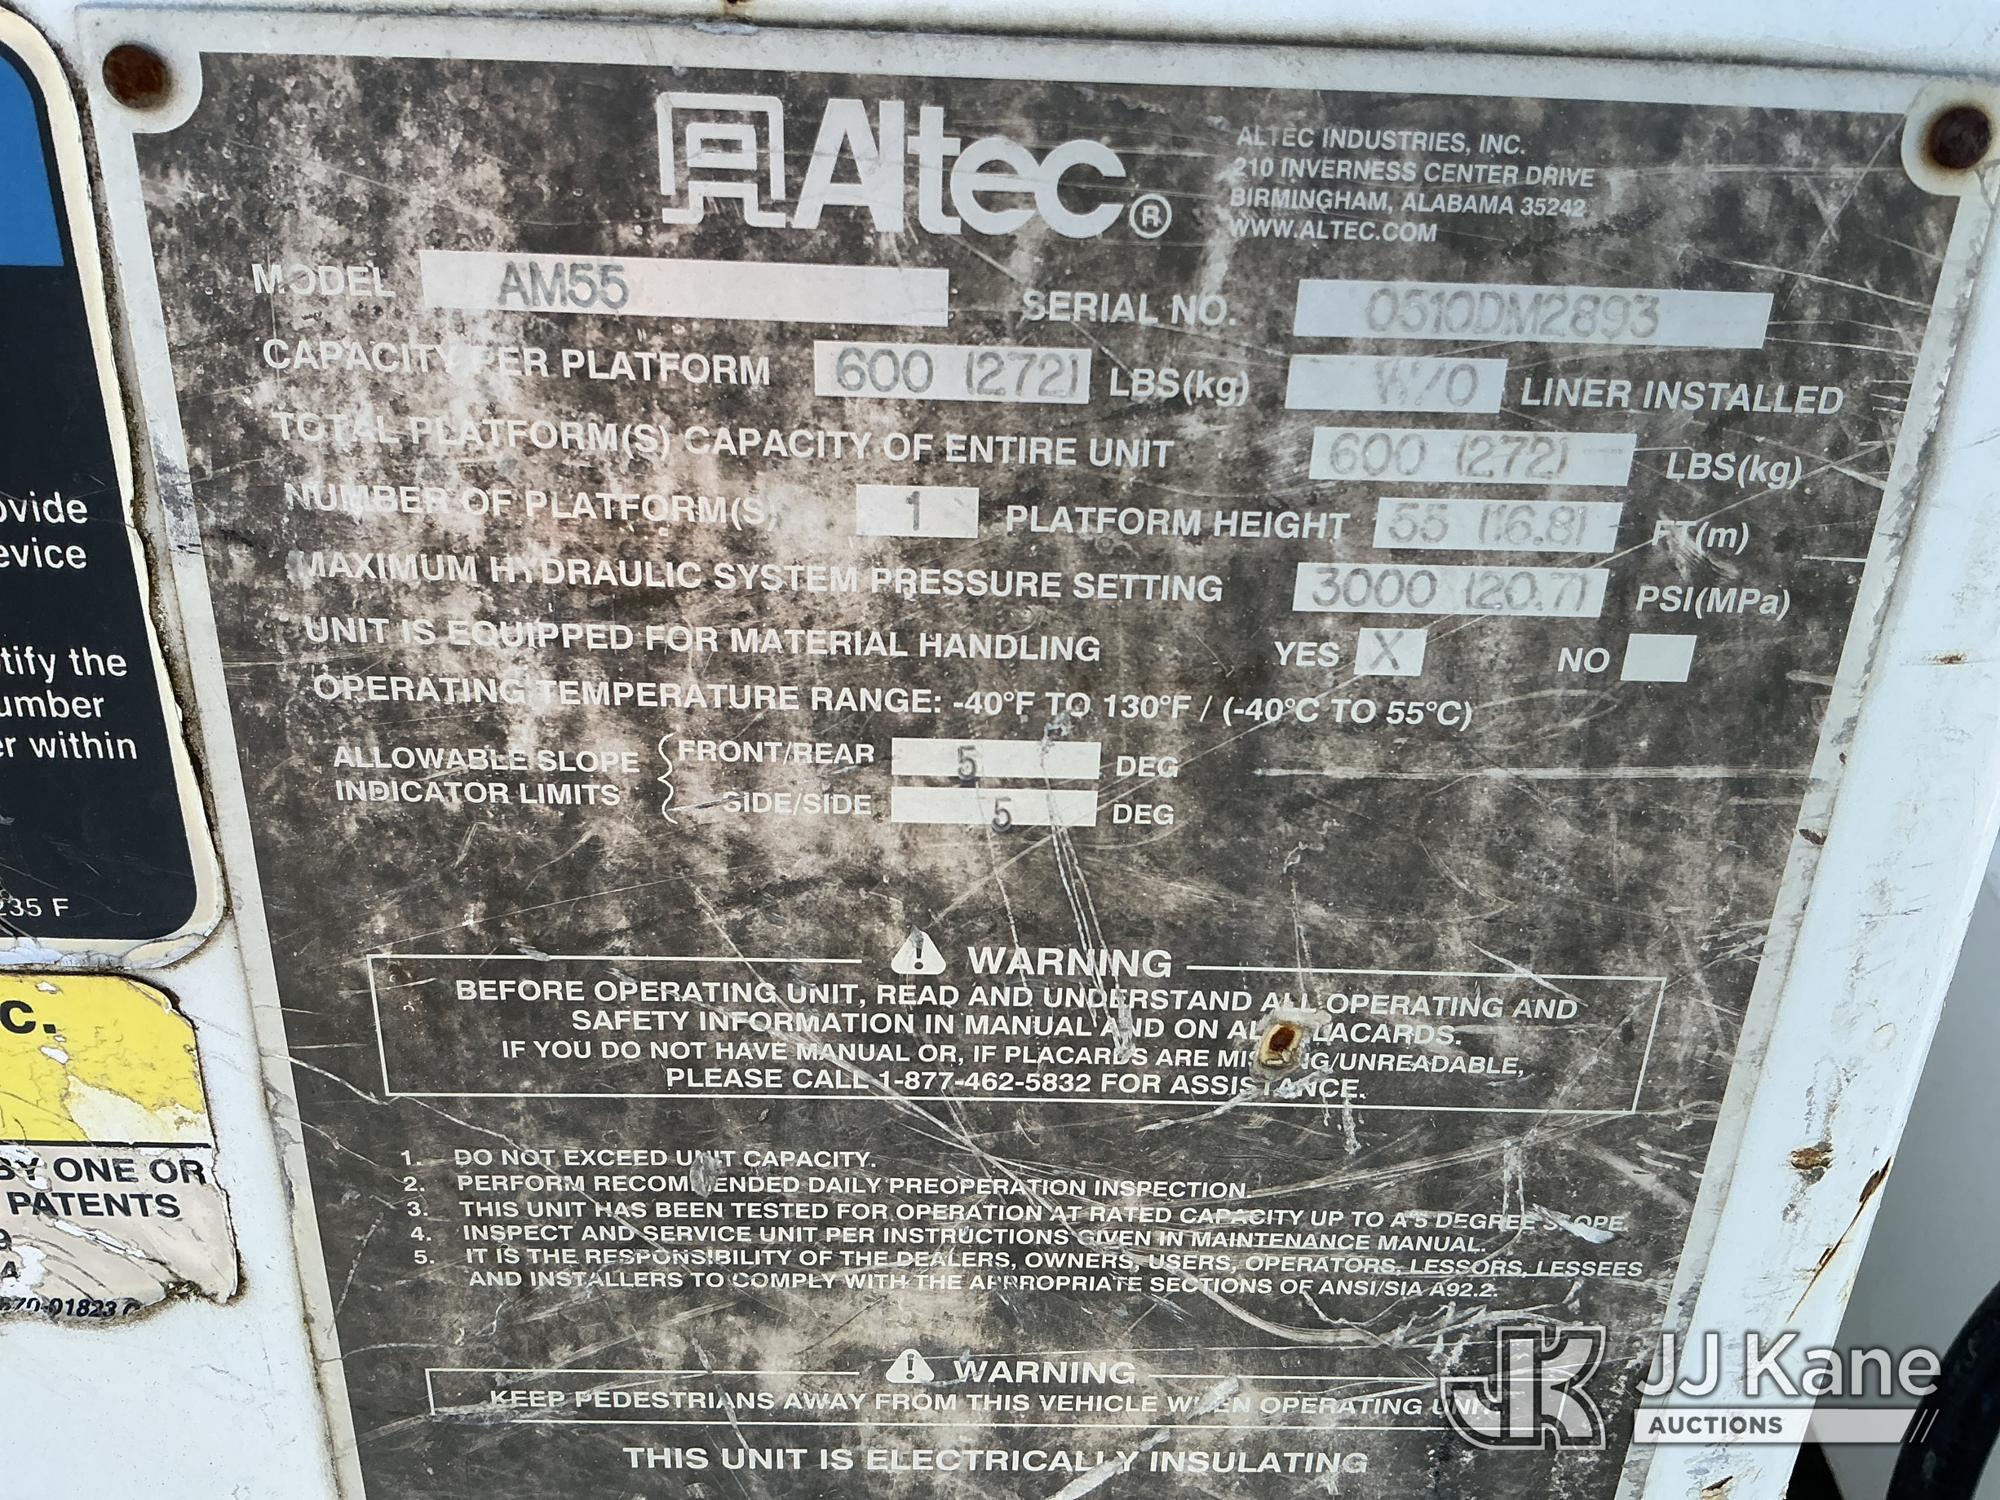 Altec®
ALTEC INDUSTRIES, INC.
210 INVERNESS CENTER DRIVE
BIRMINGHAM, ALABAMA 35242
WWW.ALTEC.COM
MODEL AM55 SERIAL NO. 0510DM2893
CAPACITY PER PLATFORM 600 (272) LBS(kg) W/O LINER INSTALLED
TOTAL PLATFORM(S) CAPACITY OF ENTIRE UNIT 600 (272) LBS(kg)
NUMBER OF PLATFORM(S) 1 PLATFORM HEIGHT 55 (16.8) FT(m)
MAXIMUM HYDRAULIC SYSTEM PRESSURE SETTING 3000 (20.7) PSI(MPa)
UNIT IS EQUIPPED FOR MATERIAL HANDLING YES X NO
OPERATING TEMPERATURE RANGE: -40°F TO 130°F / (-40°C TO 55°C)
ALLOWABLE SLOPE INDICATOR LIMITS
FRONT/REAR 5 DEG
SIDE/SIDE 5 DEG
WARNING
BEFORE OPERATING UNIT, READ AND UNDERSTAND ALL OPERATING AND
SAFETY INFORMATION IN MANUAL AND ON ALL PLACARDS.
IF YOU DO NOT HAVE MANUAL OR, IF PLACARDS ARE MISSING/UNREADABLE,
PLEASE CALL 1-877-462-5832 FOR ASSISTANCE.
1. DO NOT EXCEED UNIT CAPACITY.
2. PERFORM RECOMMENDED DAILY PREOPERATION INSPECTION.
3. THIS UNIT HAS BEEN TESTED FOR OPERATION AT RATED CAPACITY UP TO A 5 DEGREE SLOPE.
4. INSPECT AND SERVICE UNIT PER INSTRUCTIONS GIVEN IN MAINTENANCE MANUAL.
5. IT IS THE RESPONSIBILITY OF THE DEALERS, OWNERS, USERS, OPERATORS, LESSORS, LESSEES
AND INSTALLERS TO COMPLY WITH THE APPROPRIATE SECTIONS OF ANSI/SIA A92.2.
WARNING
KEEP PEDESTRIANS AWAY FROM THIS VEHICLE WHEN OPERATING UNIT.
THIS UNIT IS ELECTRICALLY INSULATING
ovide
evice
tify the
umber
er within
235 F
C.
BY ONE OR
PATENTS
9
A
670-01823
JJ Kane
AUCTIONS